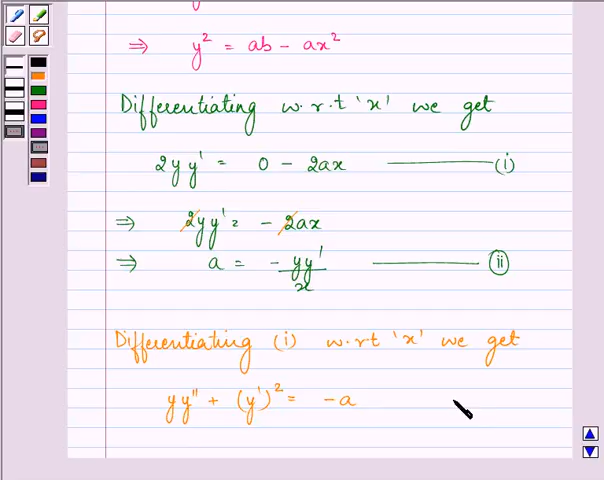 ⇒ y² = ab - ax²
Differentiating w.r.t 'x' we get
2yy' = 0 - 2ax ——— (i)
⇒ 2yy' = - 2ax
⇒ a = - yy'/x ——— (ii)
Differentiating (i) w.r.t 'x' we get
yy'' + (y')² = -a